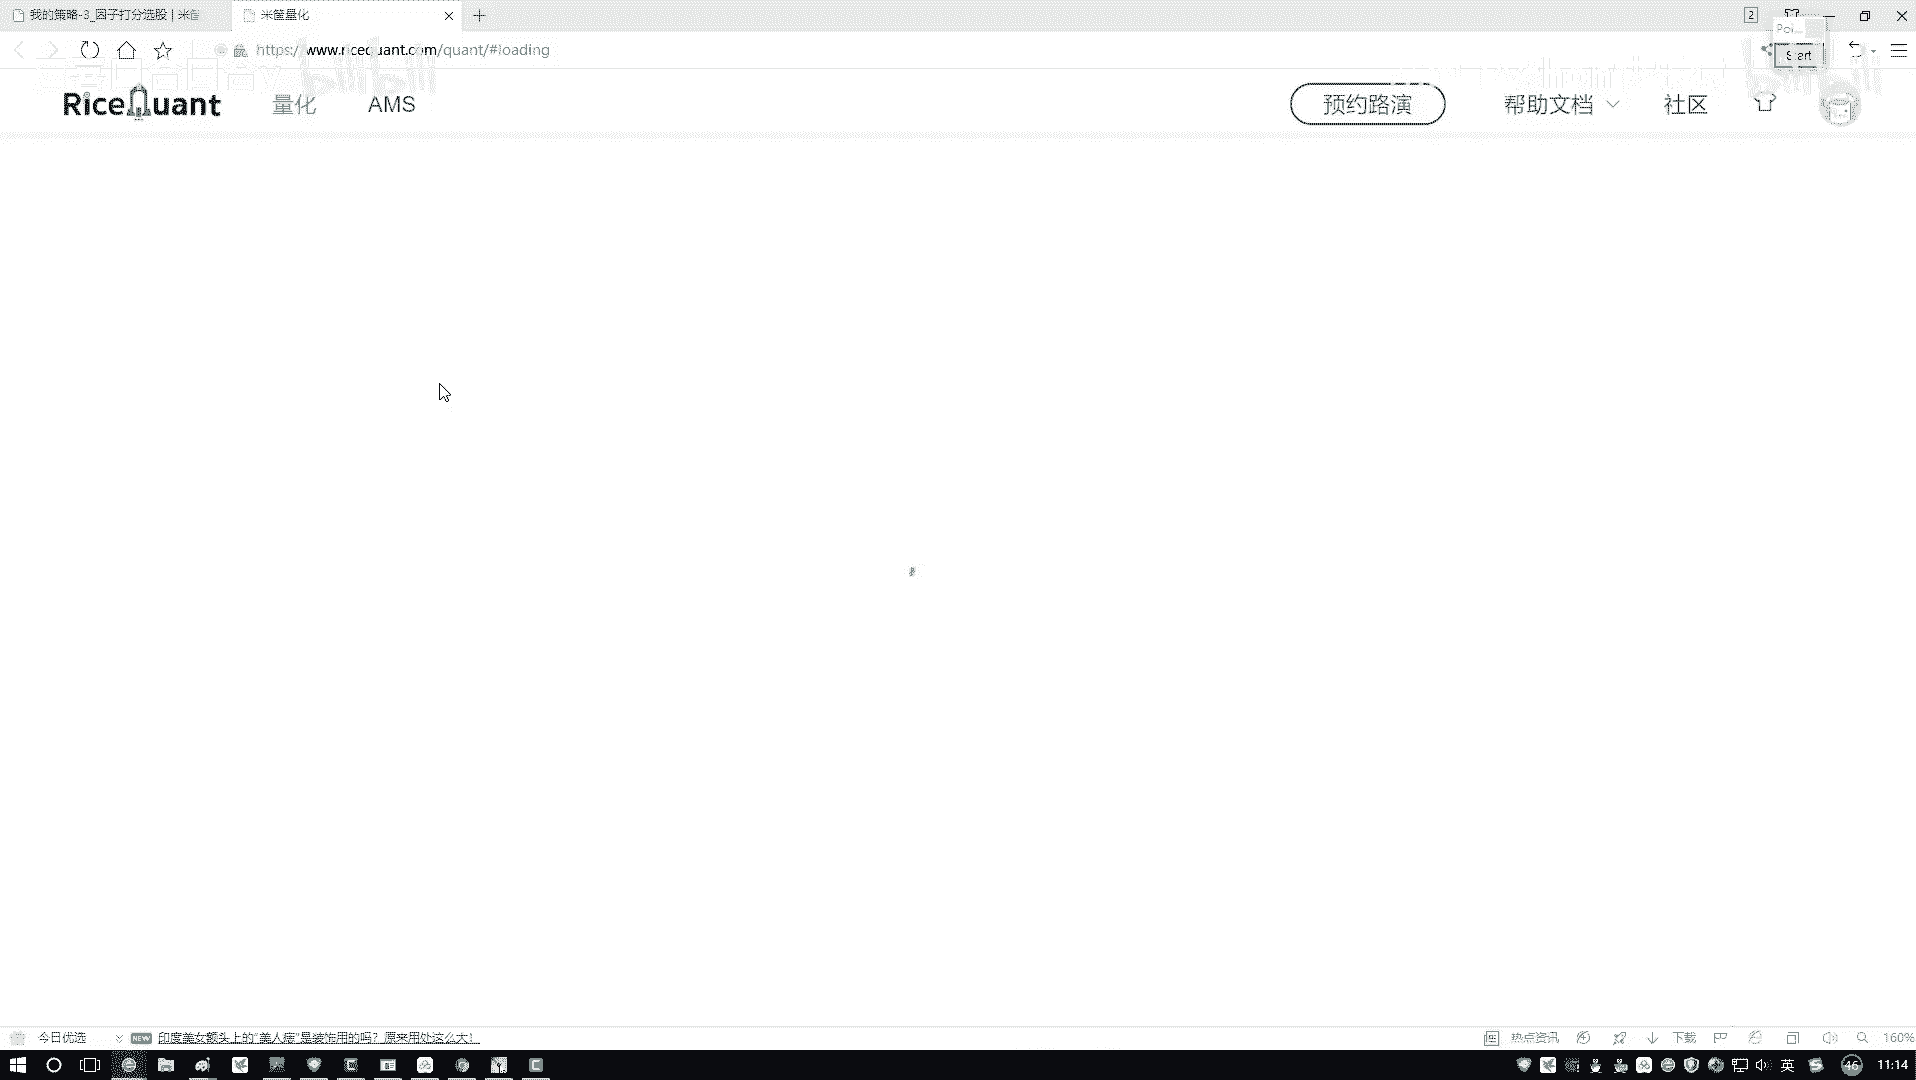 我的策略-3_因子打分选股 | 米筐
米筐量化
2
https://www.ricequant.com/quant/#loading
Start
RiceQuant
量化
AMS
预约路演
帮助文档
社区
今日优选
NEW
印度美女额头上的“美人痣”是装饰用的吗？原来用处这么大！
热点资讯
下载
160%
英
46
11:14